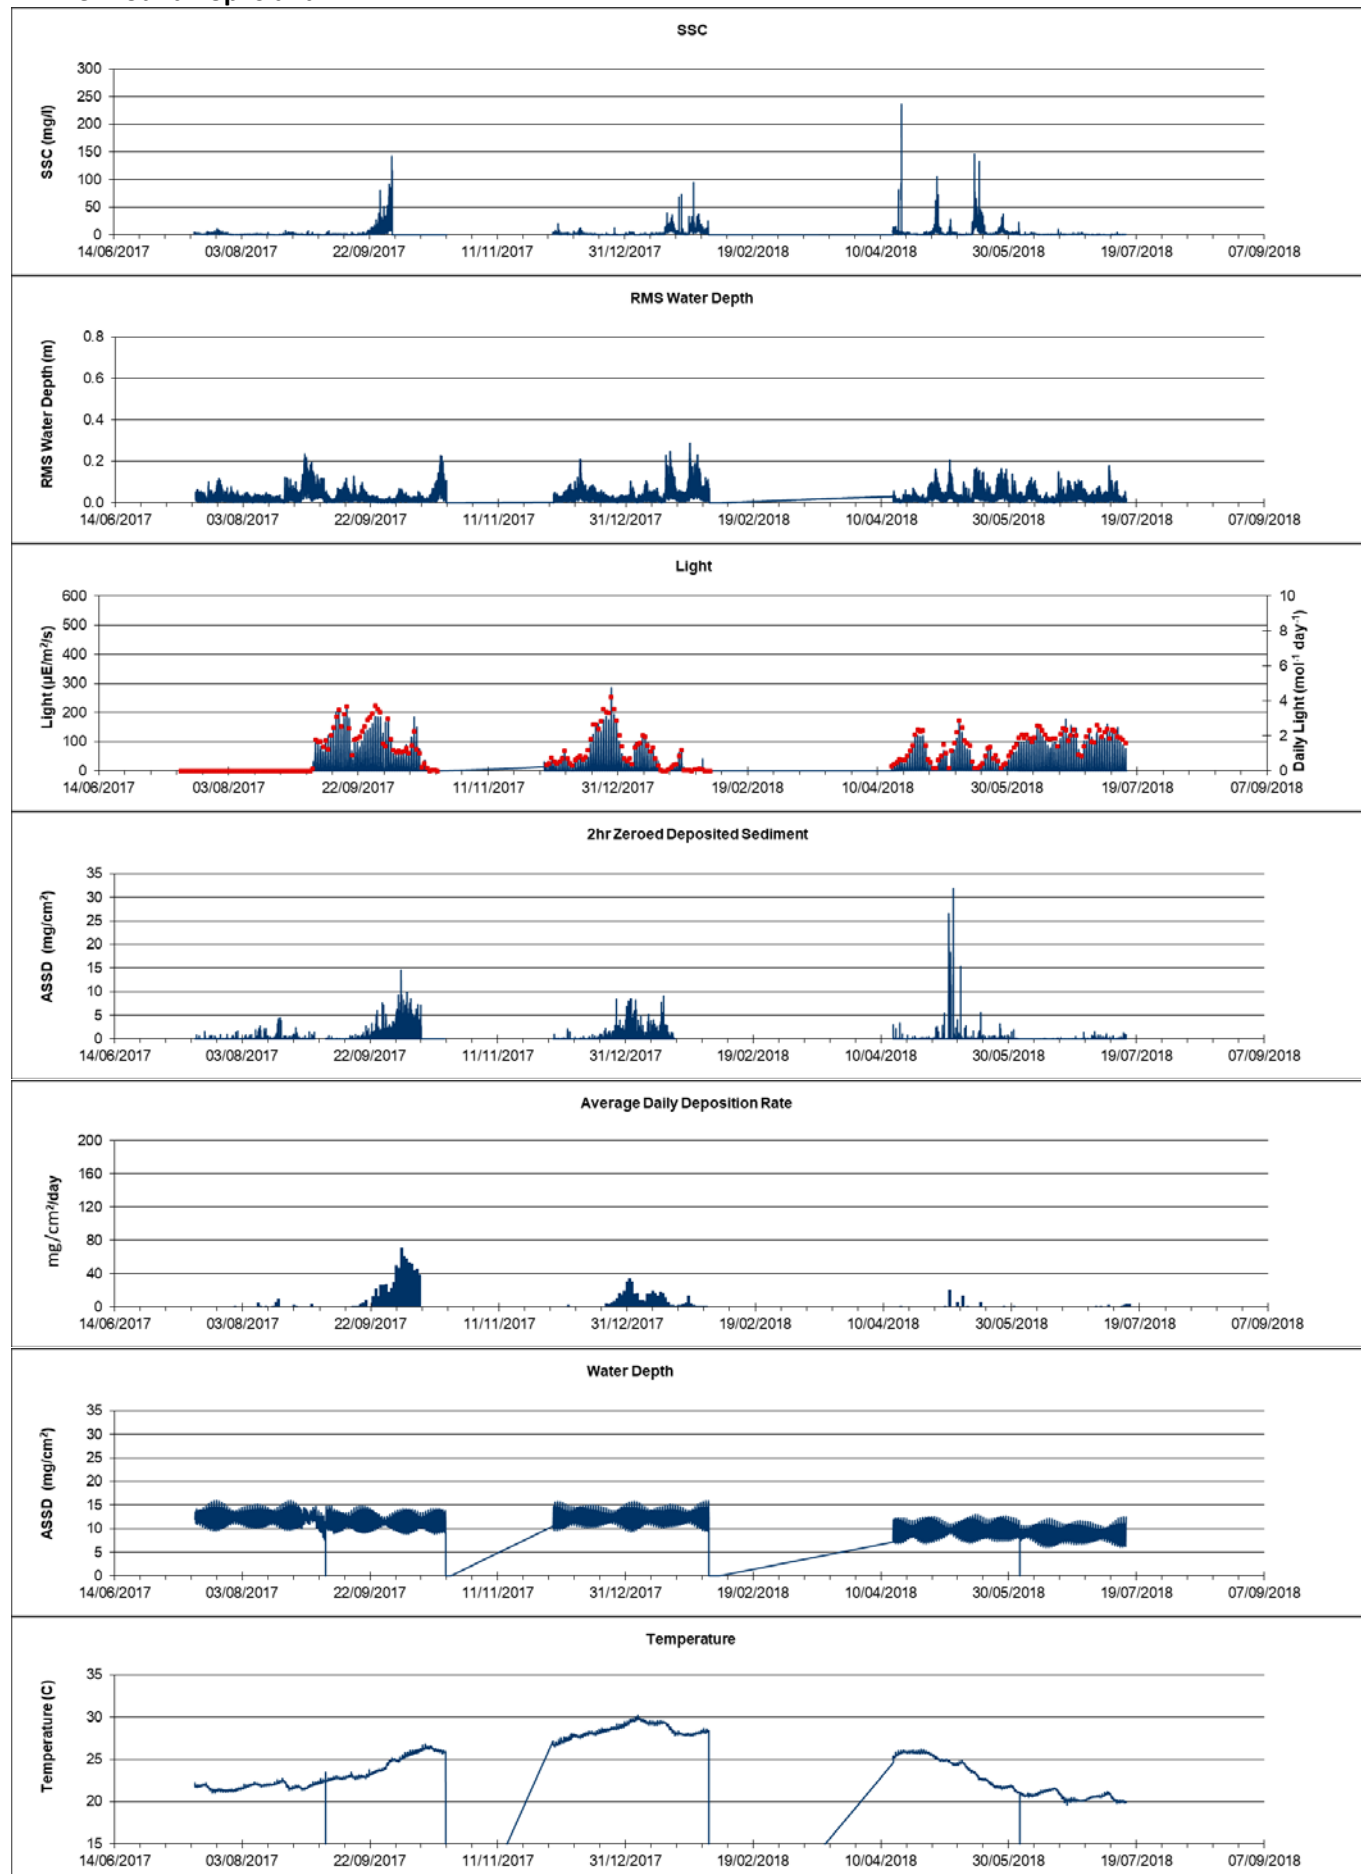 SSC
300
250
200
150
100
50
0
SSC (mg/l)
14/06/2017 03/08/2017 22/09/2017 11/11/2017 31/12/2017 19/02/2018 10/04/2018 30/05/2018 19/07/2018 07/09/2018
RMS Water Depth
0.8
0.6
0.4
0.2
0.0
RMS Water Depth (m)
14/06/2017 03/08/2017 22/09/2017 11/11/2017 31/12/2017 19/02/2018 10/04/2018 30/05/2018 19/07/2018 07/09/2018
Light
600
500
400
300
200
100
0
Light (µE/m²/s)
10
8
6
4
2
0
Daily Light (mol⁻¹ day⁻¹)
14/06/2017 03/08/2017 22/09/2017 11/11/2017 31/12/2017 19/02/2018 10/04/2018 30/05/2018 19/07/2018 07/09/2018
2hr Zeroed Deposited Sediment
35
30
25
20
15
10
5
0
ASSD (mg/cm²)
14/06/2017 03/08/2017 22/09/2017 11/11/2017 31/12/2017 19/02/2018 10/04/2018 30/05/2018 19/07/2018 07/09/2018
Average Daily Deposition Rate
200
160
120
80
40
0
mg/cm²/day
14/06/2017 03/08/2017 22/09/2017 11/11/2017 31/12/2017 19/02/2018 10/04/2018 30/05/2018 19/07/2018 07/09/2018
Water Depth
35
30
25
20
15
10
5
0
ASSD (mg/cm²)
14/06/2017 03/08/2017 22/09/2017 11/11/2017 31/12/2017 19/02/2018 10/04/2018 30/05/2018 19/07/2018 07/09/2018
Temperature
35
30
25
20
15
Temperature (C)
14/06/2017 03/08/2017 22/09/2017 11/11/2017 31/12/2017 19/02/2018 10/04/2018 30/05/2018 19/07/2018 07/09/2018